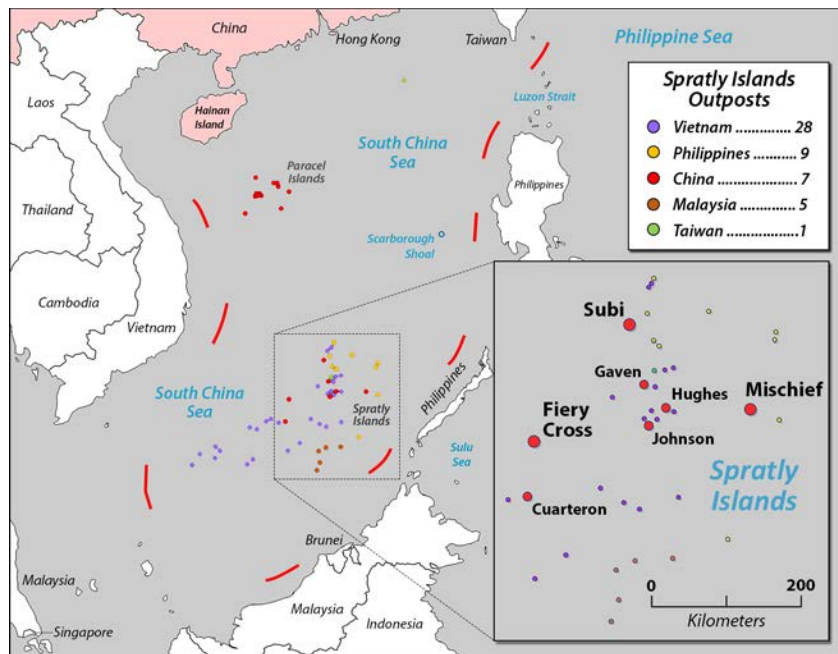 China
Hong Kong
Taiwan
Philippine Sea
Laos
Hainan
Island
Luzon Strait
Spratly Islands
Outposts
Vietnam .............. 28
Philippines ............. 9
China ..................... 7
Malaysia ............... 5
Taiwan ................... 1
South China
Sea
Paracel
Islands
Philippines
Thailand
Scarborough
Shoal
Cambodia
Vietnam
South China
Sea
Spratly
Islands
Philippines
Sulu
Sea
Subi
Gaven
Hughes
Mischief
Fiery
Cross
Johnson
Spratly
Islands
Cuarteron
0 200
Kilometers
Brunei
Malaysia
Malaysia
Indonesia
Singapore